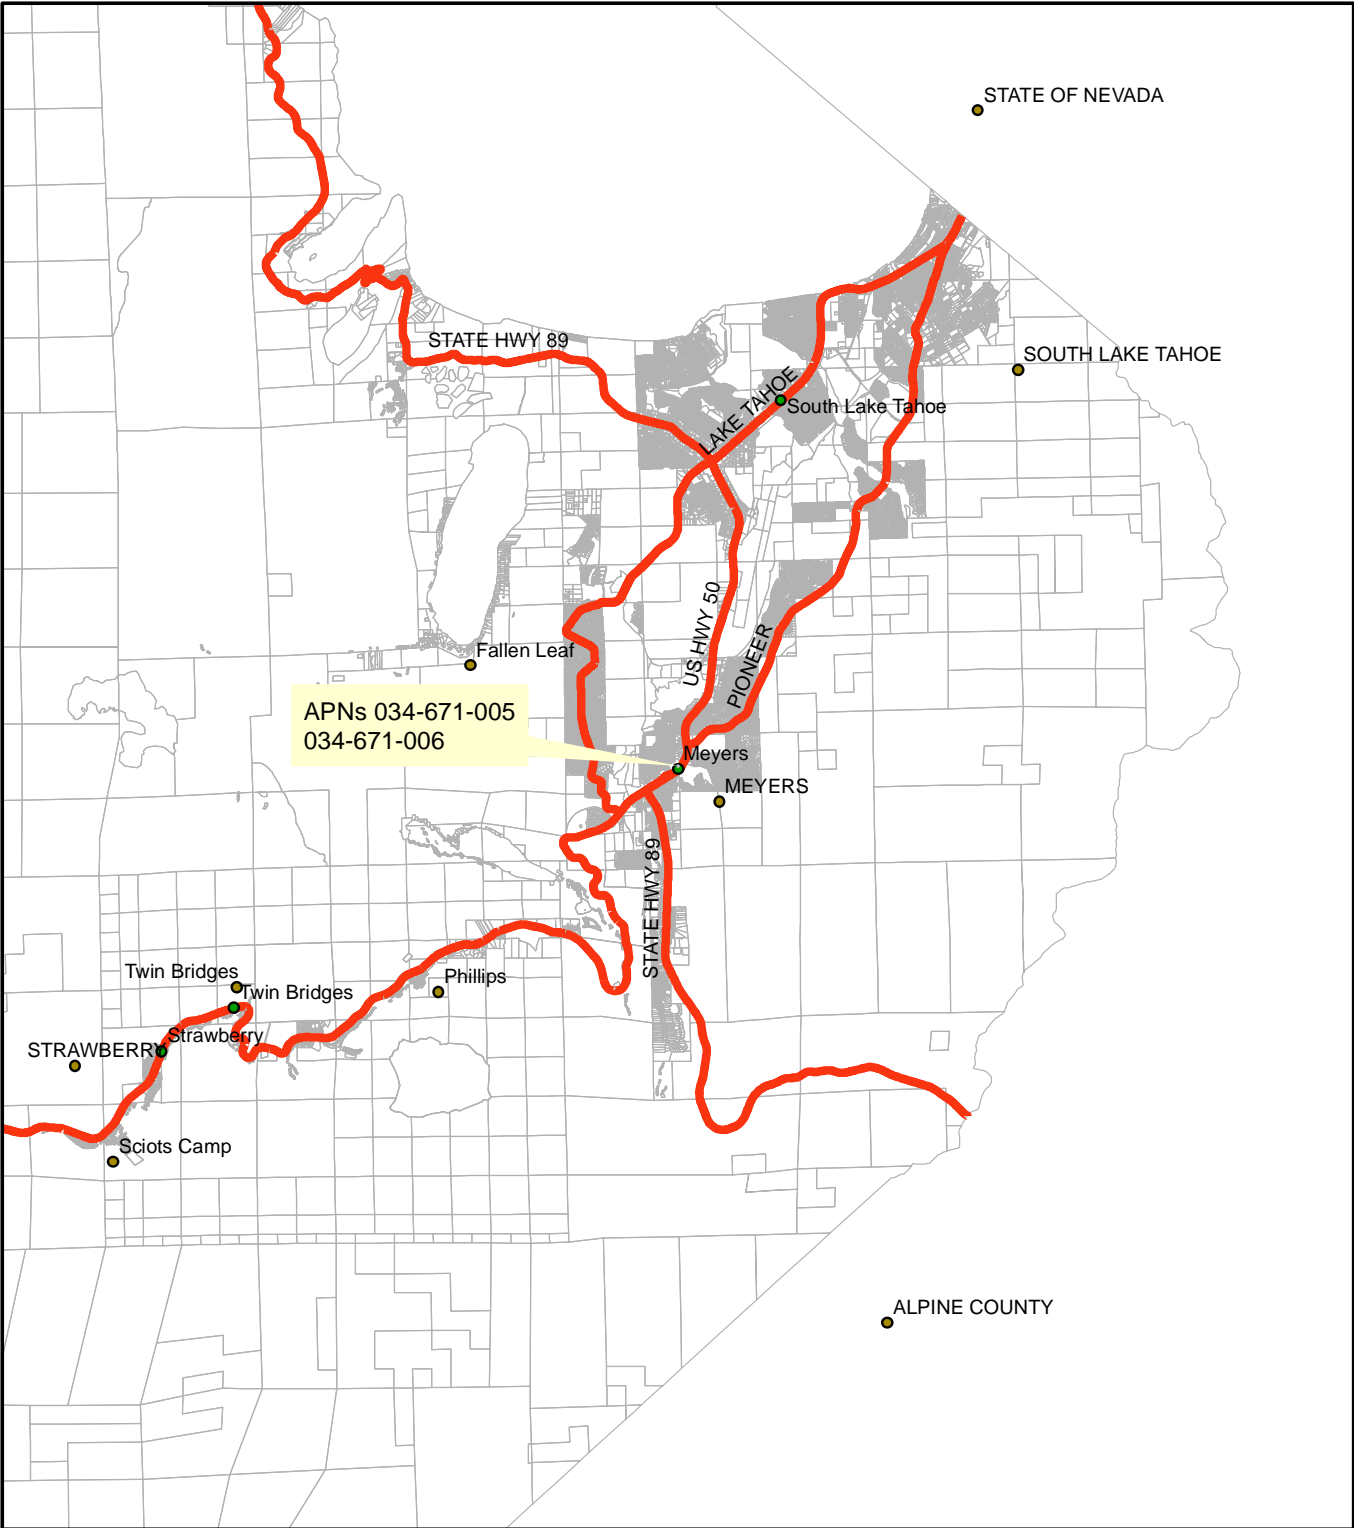 STATE OF NEVADA
STATE HWY 89
SOUTH LAKE TAHOE
LAKE TAHOE
South Lake Tahoe
US HWY 50
PIONEER
Fallen Leaf
APNs 034-671-005
034-671-006
Meyers
MEYERS
STATE HWY 89
Twin Bridges
Twin Bridges
Phillips
Strawberry
STRAWBERRY
Sciots Camp
ALPINE COUNTY